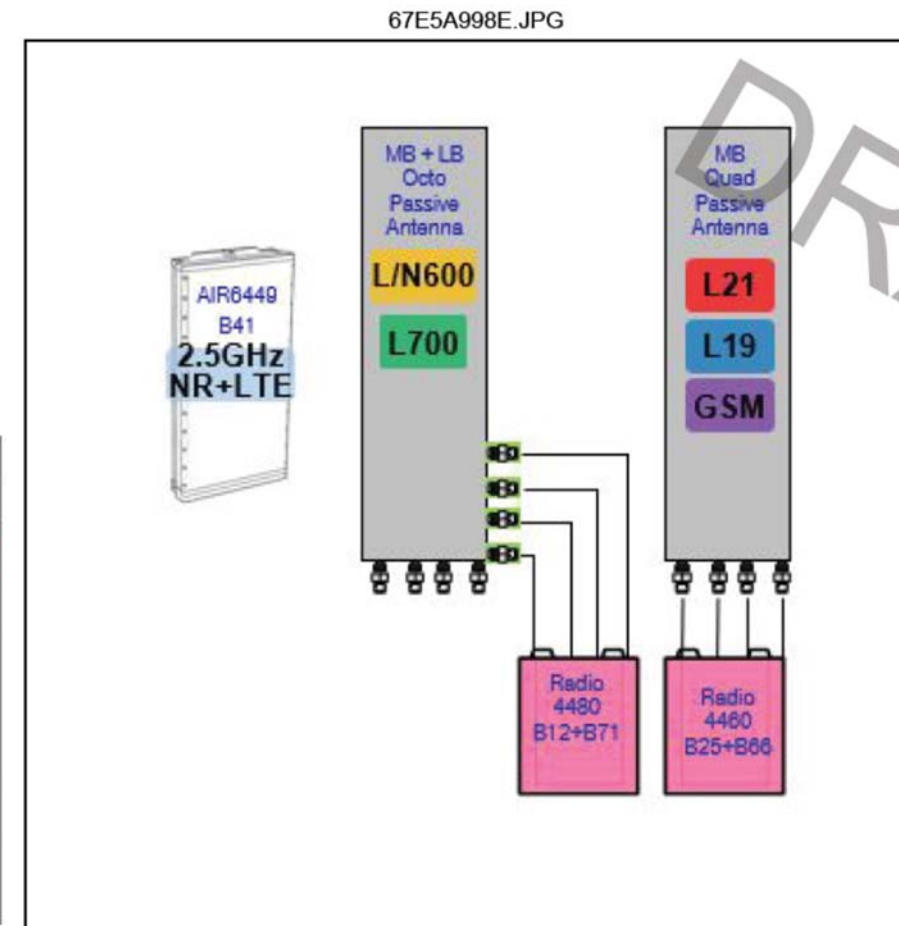 67E5A998E.JPG
MB + LB
Octo
Passive
Antenna
L/N600
L700
MB
Quad
Passive
Antenna
L21
L19
GSM
AIR6449
B41
2.5GHz
NR+LTE
Radio
4480
B12+B71
Radio
4460
B25+B66